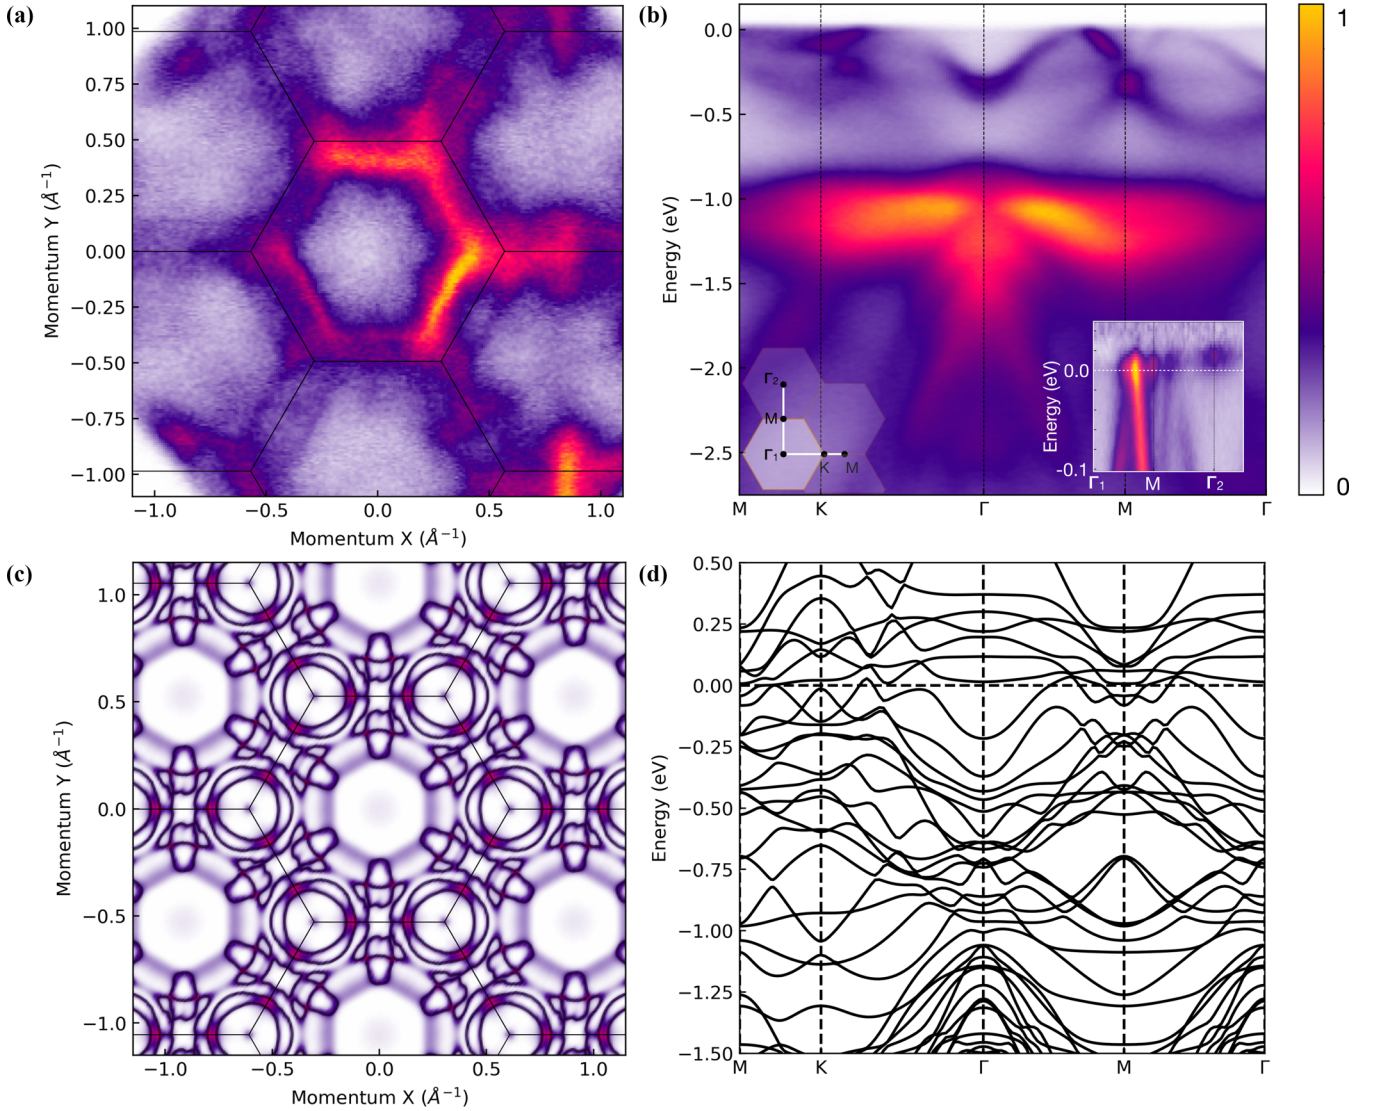 (a)
1.00
0.75
0.50
0.25
0.00
−0.25
−0.50
−0.75
−1.00
Momentum Y (Å⁻¹)
−1.0
−0.5
0.0
0.5
1.0
Momentum X (Å⁻¹)
(b)
0.0
−0.5
−1.0
−1.5
−2.0
−2.5
Energy (eV)
Γ₂
M
Γ₁
K
M
Energy (eV)
0.0
-0.1
Γ₁
M
Γ₂
M
K
Γ
M
Γ
1
0
(c)
1.0
0.5
0.0
−0.5
−1.0
Momentum Y (Å⁻¹)
−1.0
−0.5
0.0
0.5
1.0
Momentum X (Å⁻¹)
(d)
0.50
0.25
0.00
−0.25
−0.50
−0.75
−1.00
−1.25
−1.50
Energy (eV)
M
K
Γ
M
Γ